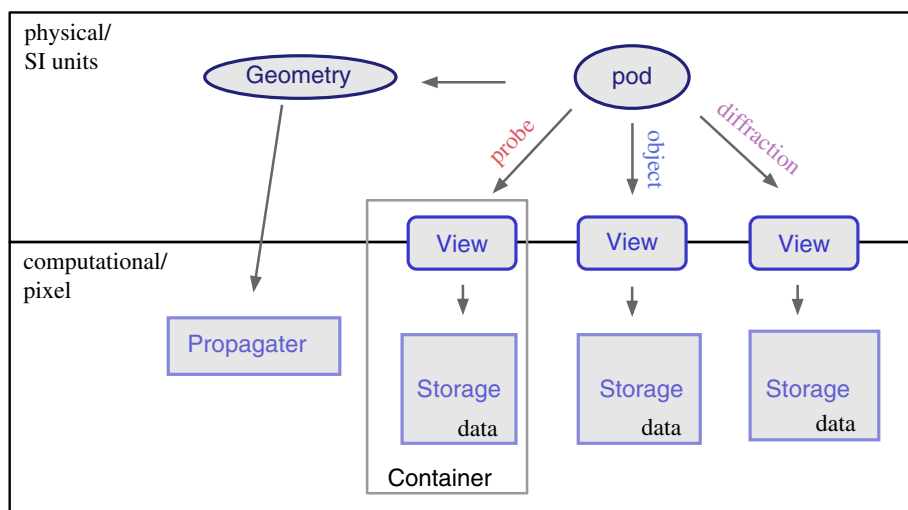 physical/
SI units
Geometry
pod
probe
object
diffraction
View
View
View
computational/
pixel
Propagater
Storage
data
Storage
data
Storage
data
Container